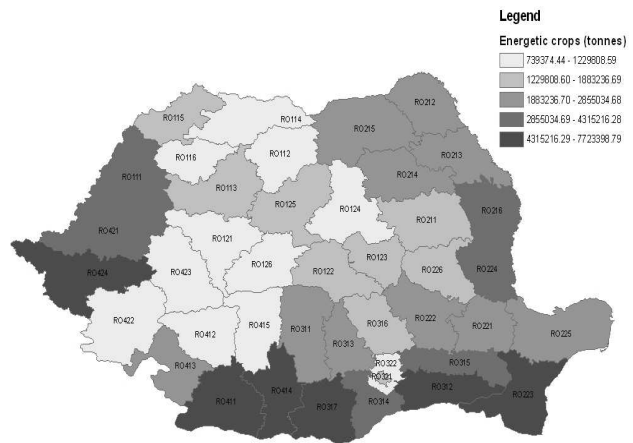 Legend
Energetic crops (tonnes)
739374.44 - 1229808.59
1229808.60 - 1883236.69
1883236.70 - 2855034.68
2855034.69 - 4315216.28
4315216.29 - 7723398.79
RO212
RO115
RO114
RO215
RO116
RO112
RO213
RO111
RO113
RO214
RO125
RO124
RO216
RO211
RO421
RO121
RO424
RO423
RO126
RO122
RO123
RO226
RO224
RO422
RO412
RO415
RO311
RO313
RO316
RO222
RO221
RO225
RO413
RO322
RO315
RO321
RO312
RO411
RO414
RO317
RO314
RO223